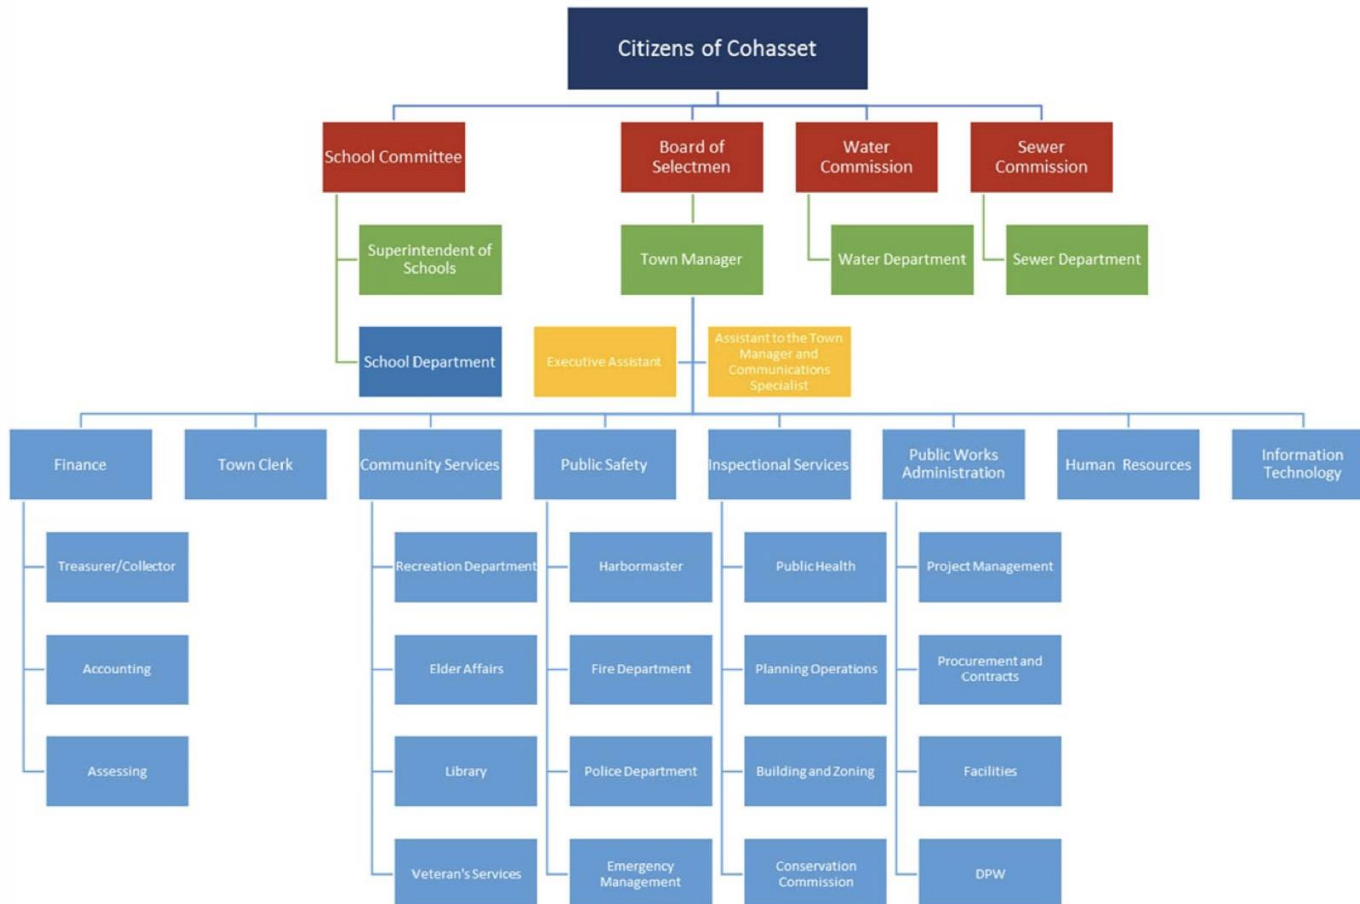 Citizens of Cohasset
School Committee
Board of
Selectmen
Water
Commission
Sewer
Commission
Superintendent of
Schools
Town Manager
Water Department
Sewer Department
School Department
Executive Assistant
Assistant to the Town
Manager and
Communications
Specialist
Finance
Town Clerk
Community Services
Public Safety
Inspectional Services
Public Works
Administration
Human Resources
Information
Technology
Treasurer/Collector
Recreation Department
Harbormaster
Public Health
Project Management
Accounting
Elder Affairs
Fire Department
Planning Operations
Procurement and
Contracts
Assessing
Library
Police Department
Building and Zoning
Facilities
Veteran's Services
Emergency
Management
Conservation
Commission
DPW